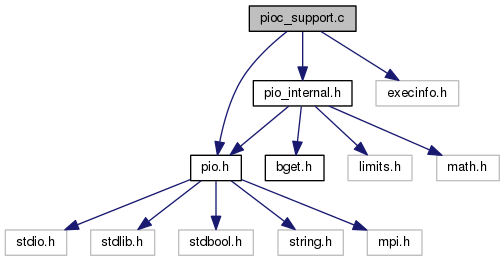 pioc_support.c
pio_internal.h
execinfo.h
pio.h
bget.h
limits.h
math.h
stdio.h
stdlib.h
stdbool.h
string.h
mpi.h